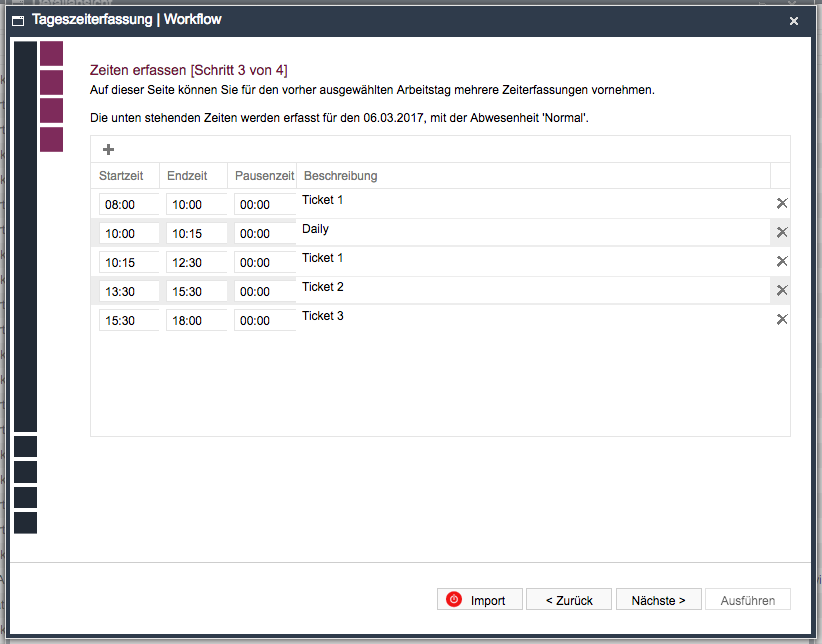 Tageszeiterfassung | Workflow
Zeiten erfassen [Schritt 3 von 4]
Auf dieser Seite können Sie für den vorher ausgewählten Arbeitstag mehrere Zeiterfassungen vornehmen.
Die unten stehenden Zeiten werden erfasst für den 06.03.2017, mit der Abwesenheit 'Normal'.
Startzeit Endzeit Pausenzeit Beschreibung
08:00 10:00 00:00 Ticket 1
10:00 10:15 00:00 Daily
10:15 12:30 00:00 Ticket 1
13:30 15:30 00:00 Ticket 2
15:30 18:00 00:00 Ticket 3
Import < Zurück Nächste > Ausführen